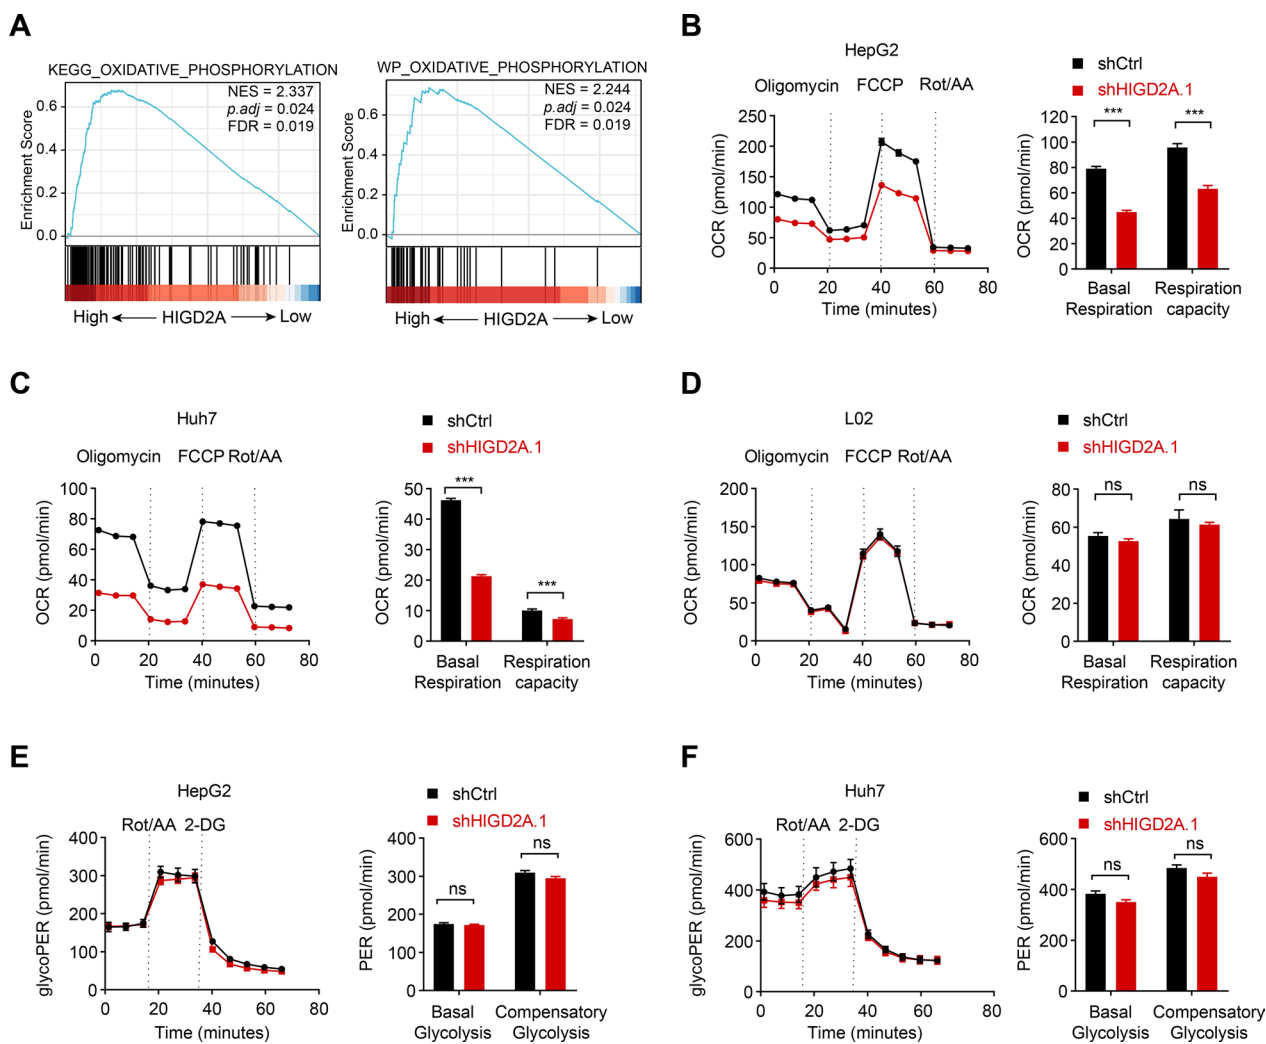 A
KEGG_OXIDATIVE_PHOSPHORYLATION
NES = 2.337
p.adj = 0.024
FDR = 0.019
Enrichment Score
0.6
0.4
0.2
0.0
High HIGD2A Low
WP_OXIDATIVE_PHOSPHORYLATION
NES = 2.244
p.adj = 0.024
FDR = 0.019
Enrichment Score
0.6
0.4
0.2
0.0
High HIGD2A Low
B
HepG2
Oligomycin FCCP Rot/AA
OCR (pmol/min)
250
200
150
100
50
0
0 20 40 60 80
Time (minutes)
shCtrl
shHIGD2A.1
OCR (pmol/min)
120
100
80
60
40
20
0
*** ***
Basal Respiration
Respiration capacity
C
Huh7
Oligomycin FCCP Rot/AA
OCR (pmol/min)
100
80
60
40
20
0
0 20 40 60 80
Time (minutes)
shCtrl
shHIGD2A.1
OCR (pmol/min)
50
40
30
20
10
0
***
***
Basal Respiration
Respiration capacity
D
L02
Oligomycin FCCP Rot/AA
OCR (pmol/min)
200
150
100
50
0
0 20 40 60 80
Time (minutes)
shCtrl
shHIGD2A.1
OCR (pmol/min)
80
60
40
20
0
ns ns
Basal Respiration
Respiration capacity
E
HepG2
Rot/AA 2-DG
glycoPER (pmol/min)
400
300
200
100
0
0 20 40 60 80
Time (minutes)
shCtrl
shHIGD2A.1
PER (pmol/min)
400
300
200
100
0
ns
ns
Basal Glycolysis
Compensatory Glycolysis
F
Huh7
Rot/AA 2-DG
glycoPER (pmol/min)
600
400
200
0
0 20 40 60 80
Time (minutes)
shCtrl
shHIGD2A.1
PER (pmol/min)
600
400
200
0
ns
ns
Basal Glycolysis
Compensatory Glycolysis